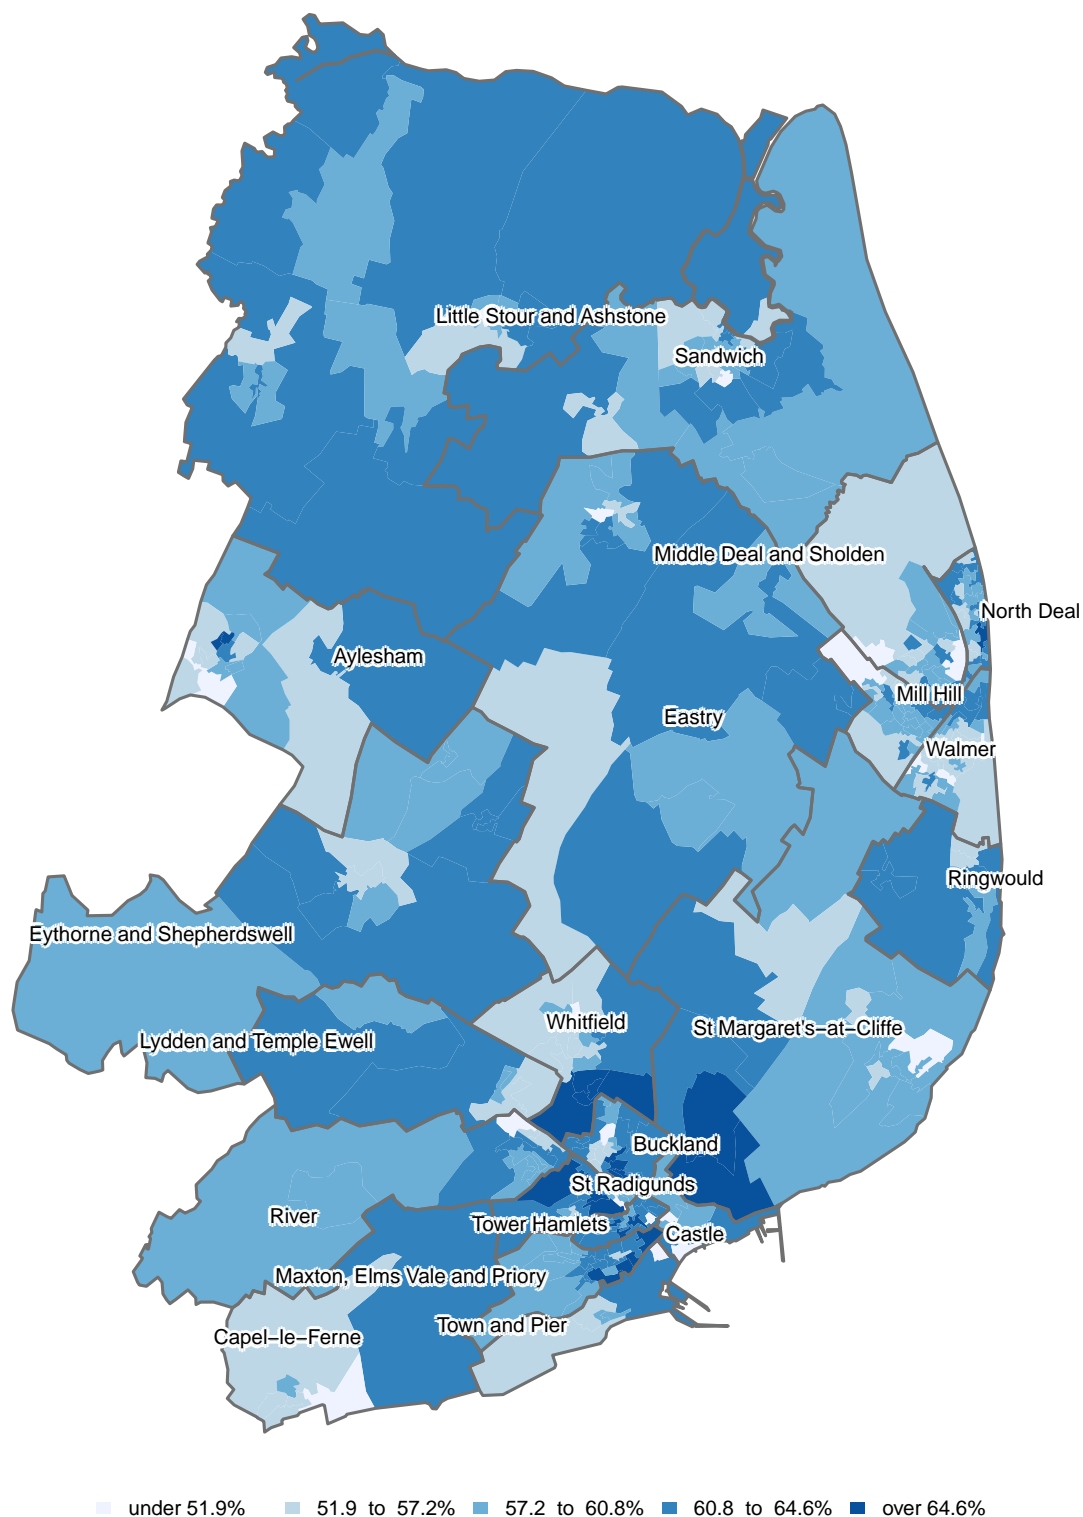 Little Stour and Ashstone
Sandwich
Middle Deal and Sholden
North Deal
Aylesham
Mill Hill
Eastry
Walmer
Ringwould
Eythorne and Shepherdswell
Whitfield
St Margaret's−at−Cliffe
Lydden and Temple Ewell
Buckland
St Radigunds
River
Tower Hamlets
Castle
Maxton, Elms Vale and Priory
Town and Pier
Capel−le−Ferne
under 51.9% 51.9 to 57.2% 57.2 to 60.8% 60.8 to 64.6% over 64.6%